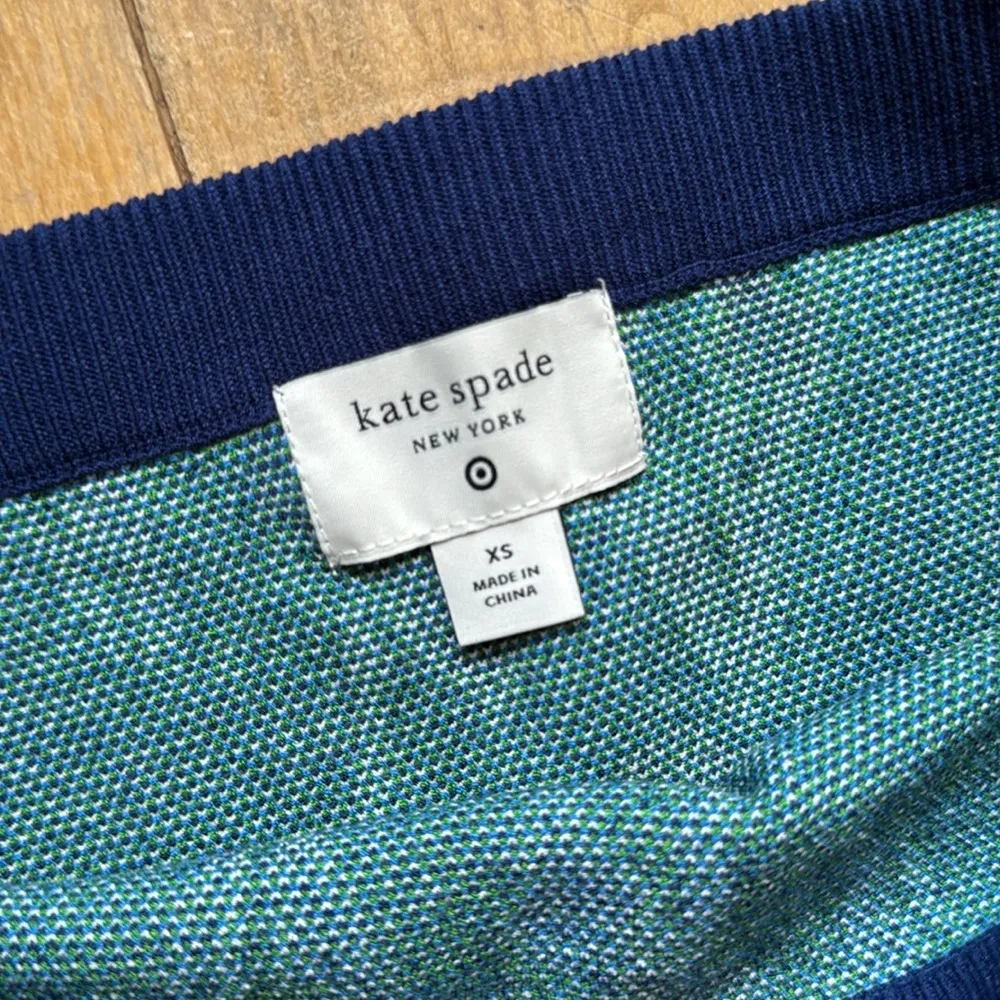 kate spade
NEW YORK
XS
MADE IN
CHINA